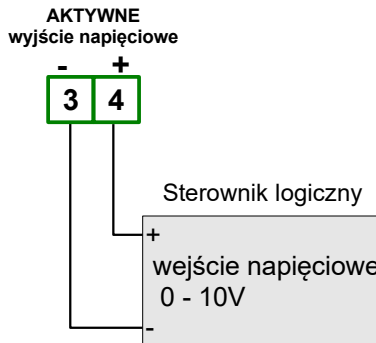 AKTYWNE
wyjście napięciowe
- +
3 4
Sterownik logiczny
+
wejście napięciowe
0 - 10V
-